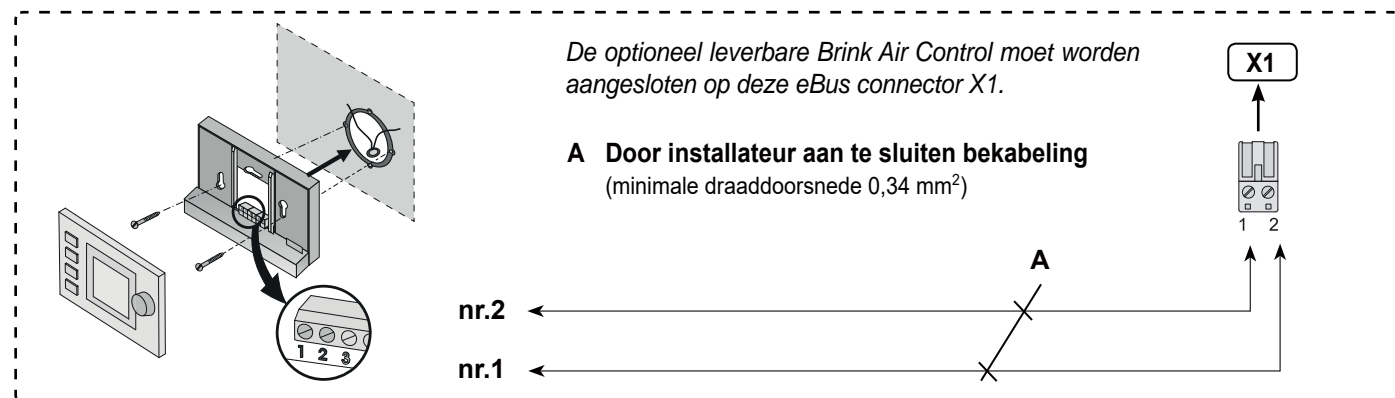 De optioneel leverbare Brink Air Control moet worden
aangesloten op deze eBus connector X1.
X1
A Door installateur aan te sluiten bekabeling
(minimale draaddoorsnede 0,34 mm²)
1 2
A
nr.2
nr.1
1 2 3